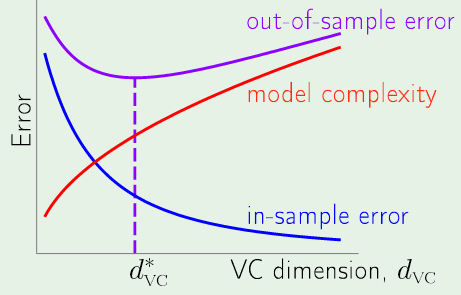 out-of-sample error
model complexity
Error
in-sample error
d*VC
VC dimension, dVC